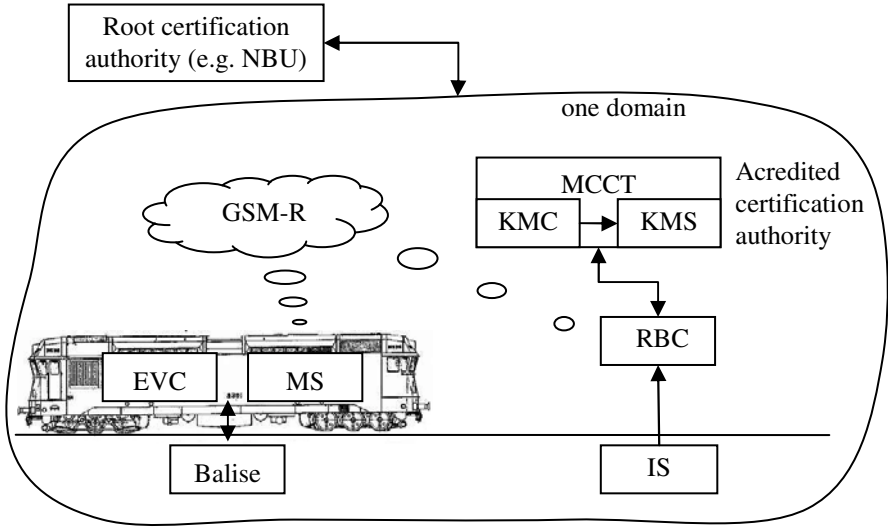 Root certification
authority (e.g. NBU)
one domain
GSM-R
MCCT
KMC
KMS
Acredited
certification
authority
RBC
EVC
MS
Balise
IS